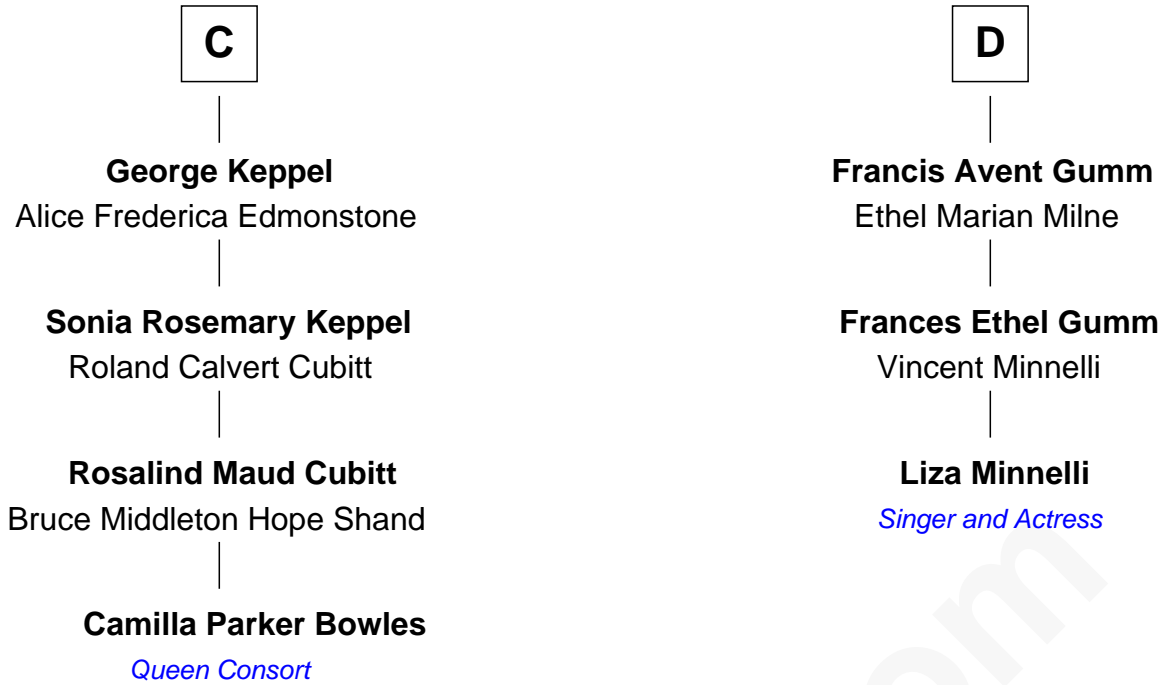 C
D
George Keppel
Alice Frederica Edmonstone
Francis Avent Gumm
Ethel Marian Milne
Sonia Rosemary Keppel
Roland Calvert Cubitt
Frances Ethel Gumm
Vincent Minnelli
Rosalind Maud Cubitt
Bruce Middleton Hope Shand
Liza Minnelli
Singer and Actress
Camilla Parker Bowles
Queen Consort
om